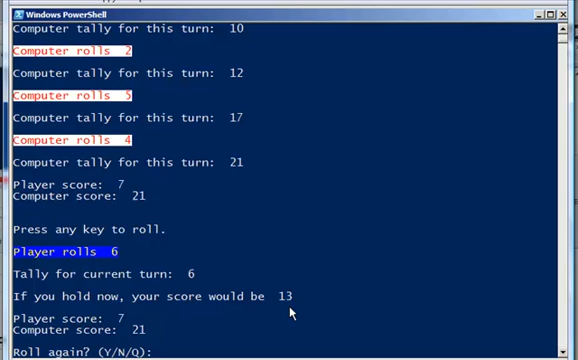 Windows PowerShell
Computer tally for this turn:  10
Computer rolls  2
Computer tally for this turn:  12
Computer rolls  5
Computer tally for this turn:  17
Computer rolls  4
Computer tally for this turn:  21
Player score:  7
Computer score:  21
Press any key to roll.
Player rolls  6
Tally for current turn:  6
If you hold now, your score would be  13
Player score:  7
Computer score:  21
Roll again? (Y/N/Q):